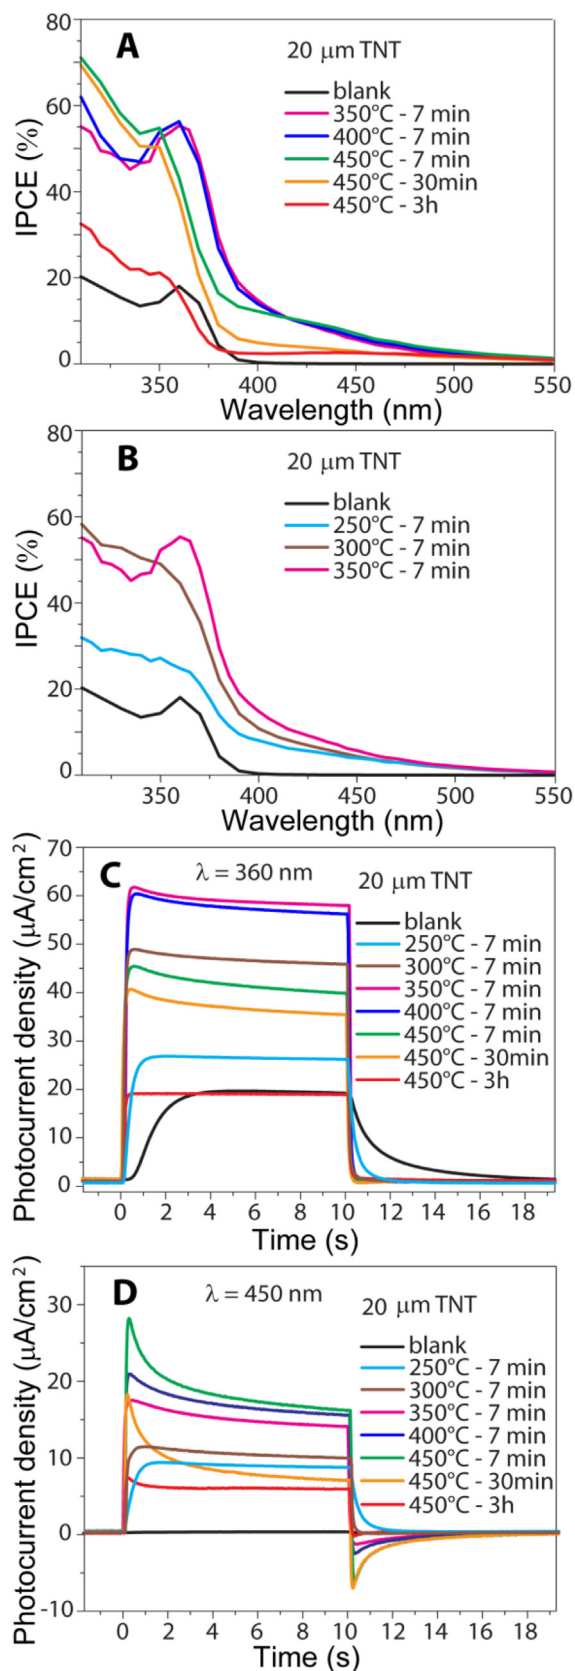 A
20 μm TNT
blank
350°C - 7 min
400°C - 7 min
450°C - 7 min
450°C - 30min
450°C - 3h
IPCE (%)
80
60
40
20
0
350 400 450 500 550
Wavelength (nm)
B
20 μm TNT
blank
250°C - 7 min
300°C - 7 min
350°C - 7 min
IPCE (%)
80
60
40
20
0
350 400 450 500 550
Wavelength (nm)
C
λ = 360 nm
20 μm TNT
blank
250°C - 7 min
300°C - 7 min
350°C - 7 min
400°C - 7 min
450°C - 7 min
450°C - 30min
450°C - 3h
Photocurrent density (μA/cm²)
70
60
50
40
30
20
10
0
0 2 4 6 8 10 12 14 16 18
Time (s)
D
λ = 450 nm
20 μm TNT
blank
250°C - 7 min
300°C - 7 min
350°C - 7 min
400°C - 7 min
450°C - 7 min
450°C - 30min
450°C - 3h
Photocurrent density (μA/cm²)
30
20
10
0
-10
0 2 4 6 8 10 12 14 16 18
Time (s)